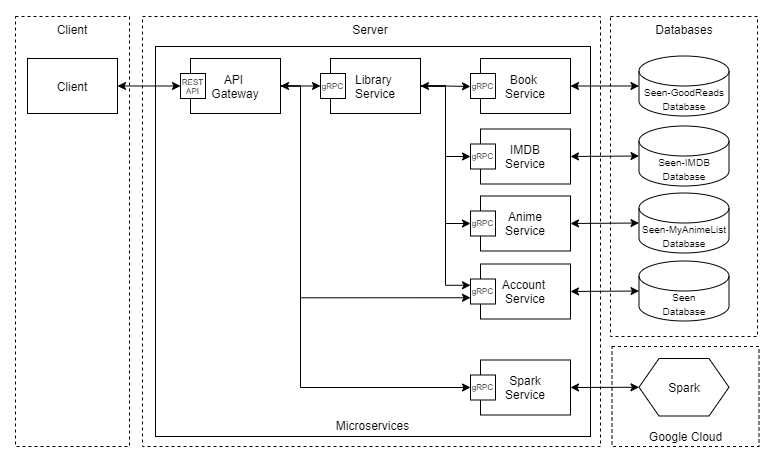 Client
Server
Databases
Client
REST
API
API
Gateway
gRPC
Library
Service
gRPC
Book
Service
Seen-GoodReads
Database
gRPC
IMDB
Service
Seen-IMDB
Database
gRPC
Anime
Service
Seen-MyAnimeList
Database
gRPC
Account
Service
Seen
Database
gRPC
Spark
Service
Spark
Microservices
Google Cloud